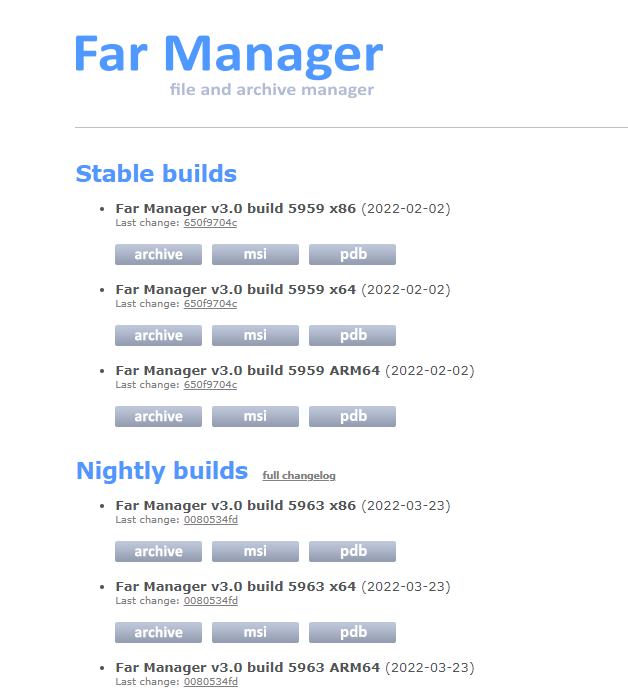 Far Manager
file and archive manager
Stable builds
• Far Manager v3.0 build 5959 x86 (2022-02-02)
Last change: 650f9704c
archive msi pdb
• Far Manager v3.0 build 5959 x64 (2022-02-02)
Last change: 650f9704c
archive msi pdb
• Far Manager v3.0 build 5959 ARM64 (2022-02-02)
Last change: 650f9704c
archive msi pdb
Nightly builds full changelog
• Far Manager v3.0 build 5963 x86 (2022-03-23)
Last change: 0080534fd
archive msi pdb
• Far Manager v3.0 build 5963 x64 (2022-03-23)
Last change: 0080534fd
archive msi pdb
• Far Manager v3.0 build 5963 ARM64 (2022-03-23)
Last change: 0080534fd